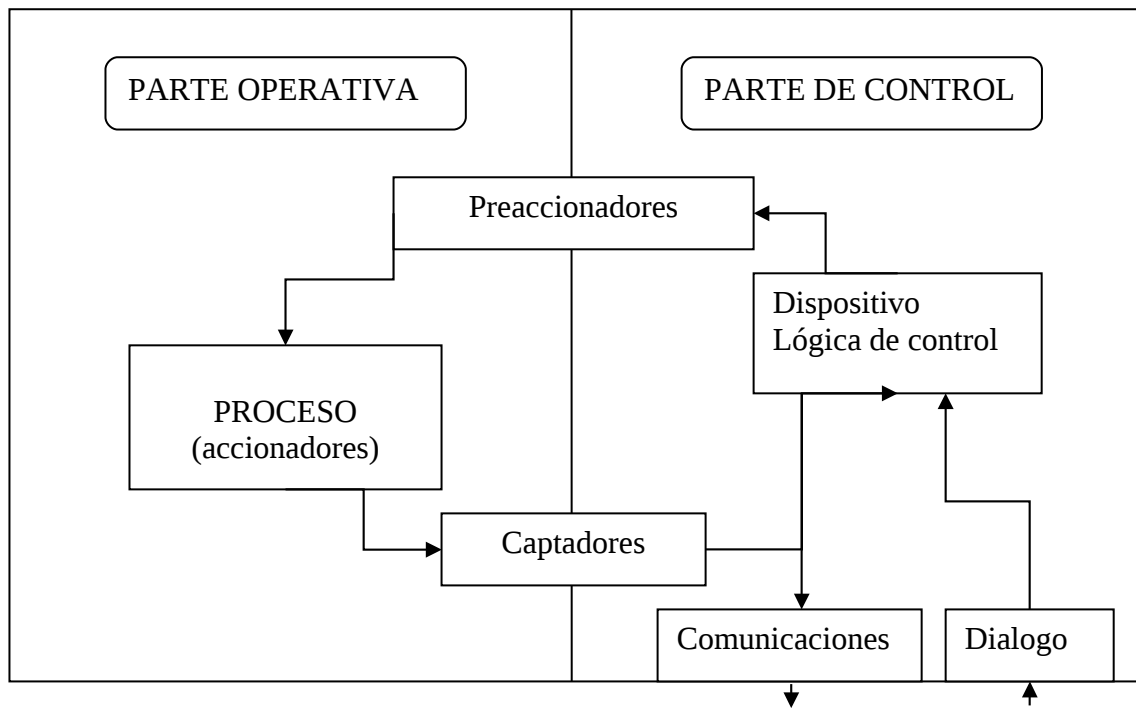 PARTE OPERATIVA
PARTE DE CONTROL
Preaccionadores
Dispositivo
Lógica de control
PROCESO
(accionadores)
Captadores
Comunicaciones
Dialogo